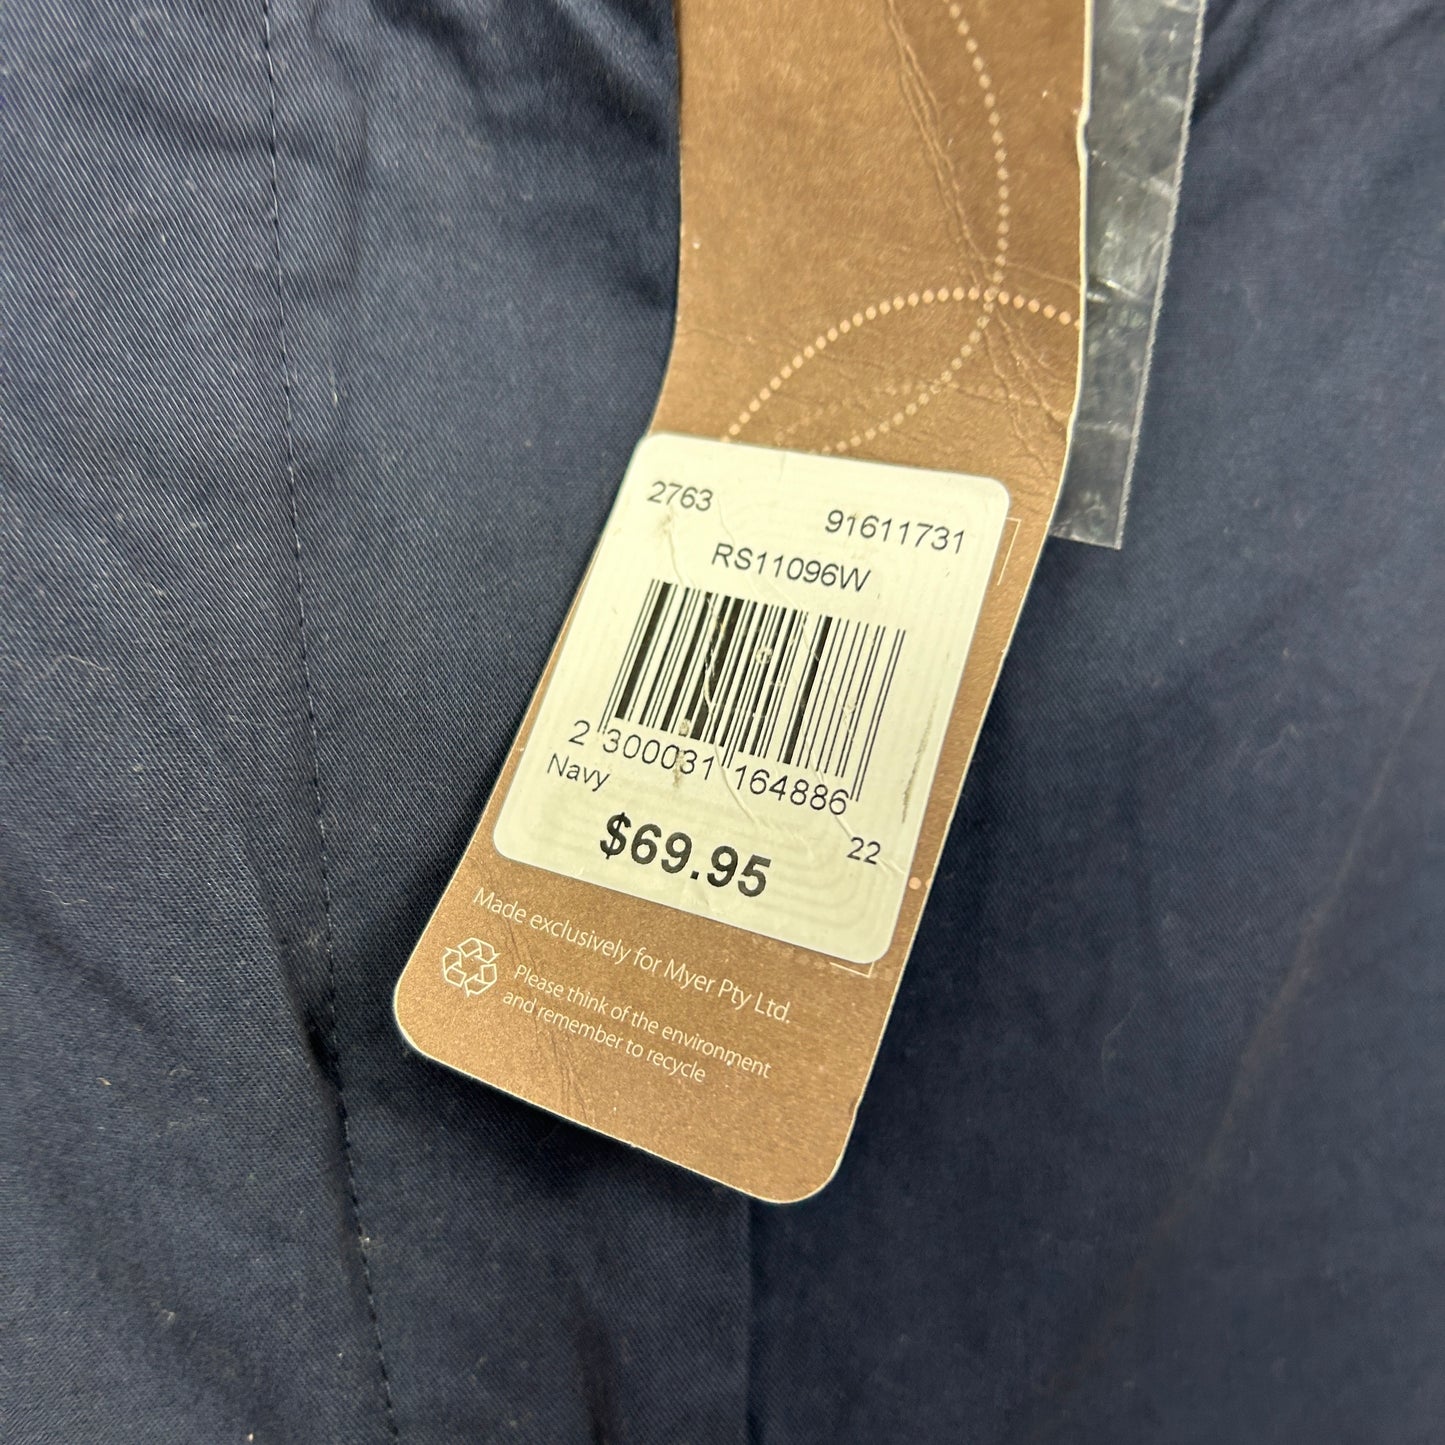 2763 91611731
RS11096W
2 300031 164886
Navy 22
$69.95
Made exclusively for Myer Pty Ltd.
Please think of the environment
and remember to recycle